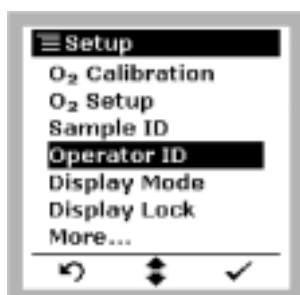 Setup
O₂ Calibration
O₂ Setup
Sample ID
Operator ID
Display Mode
Display Lock
More...